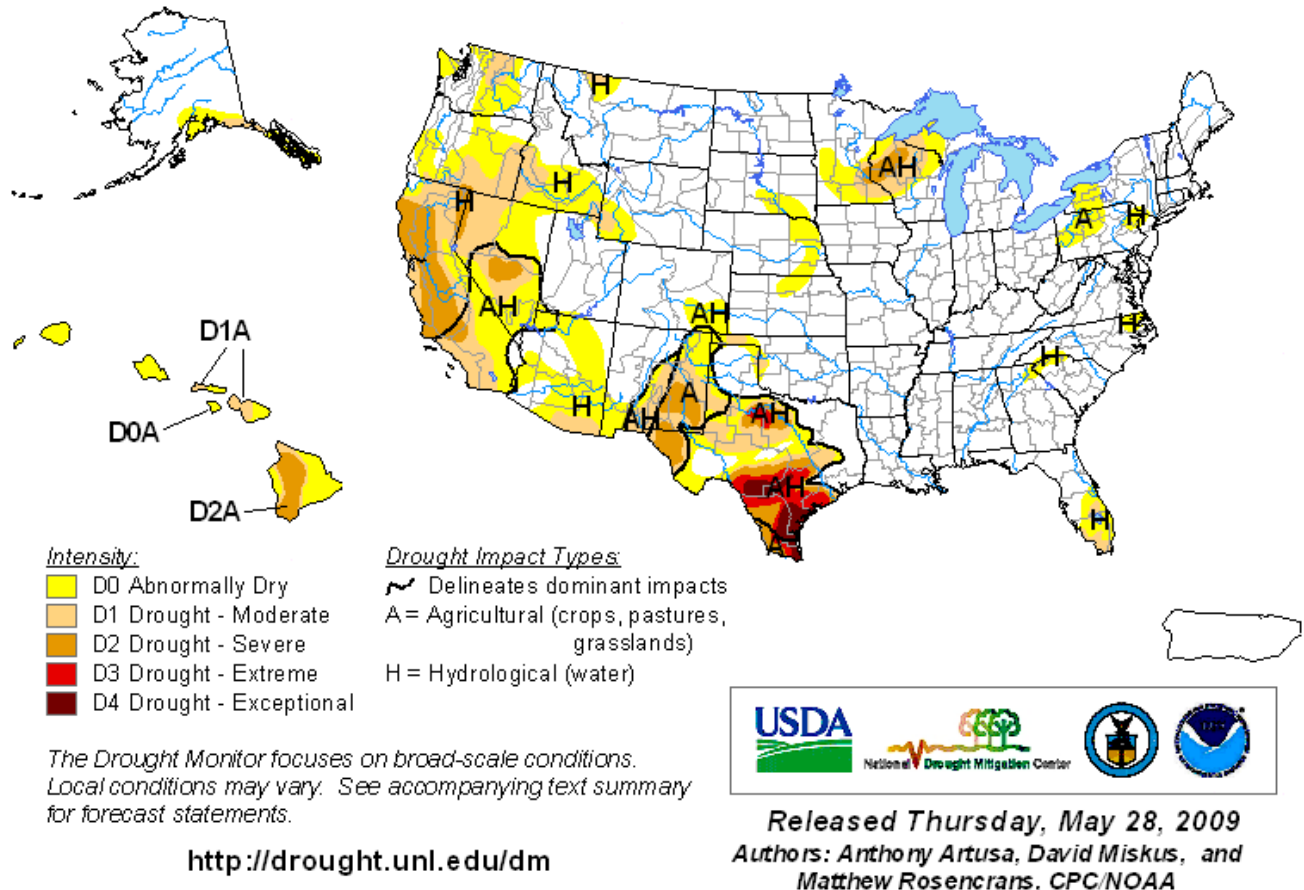 H
H
H
AH
AH
A
H
D1A
AH
H
H
D0A
H
A
AH
AH
D2A
AH
H
A
Intensity:
D0 Abnormally Dry
D1 Drought - Moderate
D2 Drought - Severe
D3 Drought - Extreme
D4 Drought - Exceptional
Drought Impact Types:
Delineates dominant impacts
A = Agricultural (crops, pastures,
grasslands)
H = Hydrological (water)
The Drought Monitor focuses on broad-scale conditions.
Local conditions may vary. See accompanying text summary
for forecast statements.
http://drought.unl.edu/dm
USDA
National Drought Mitigation Center
Released Thursday, May 28, 2009
Authors: Anthony Artusa, David Miskus, and
Matthew Rosencrans, CPC/NOAA